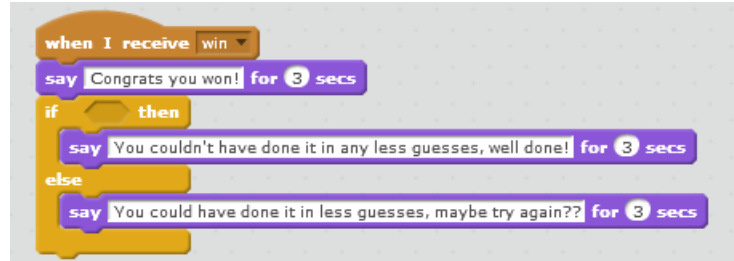 when I receive win
say Congrats you won! for 3 secs
if then
say You couldn't have done it in any less guesses, well done! for 3 secs
else
say You could have done it in less guesses, maybe try again?? for 3 secs